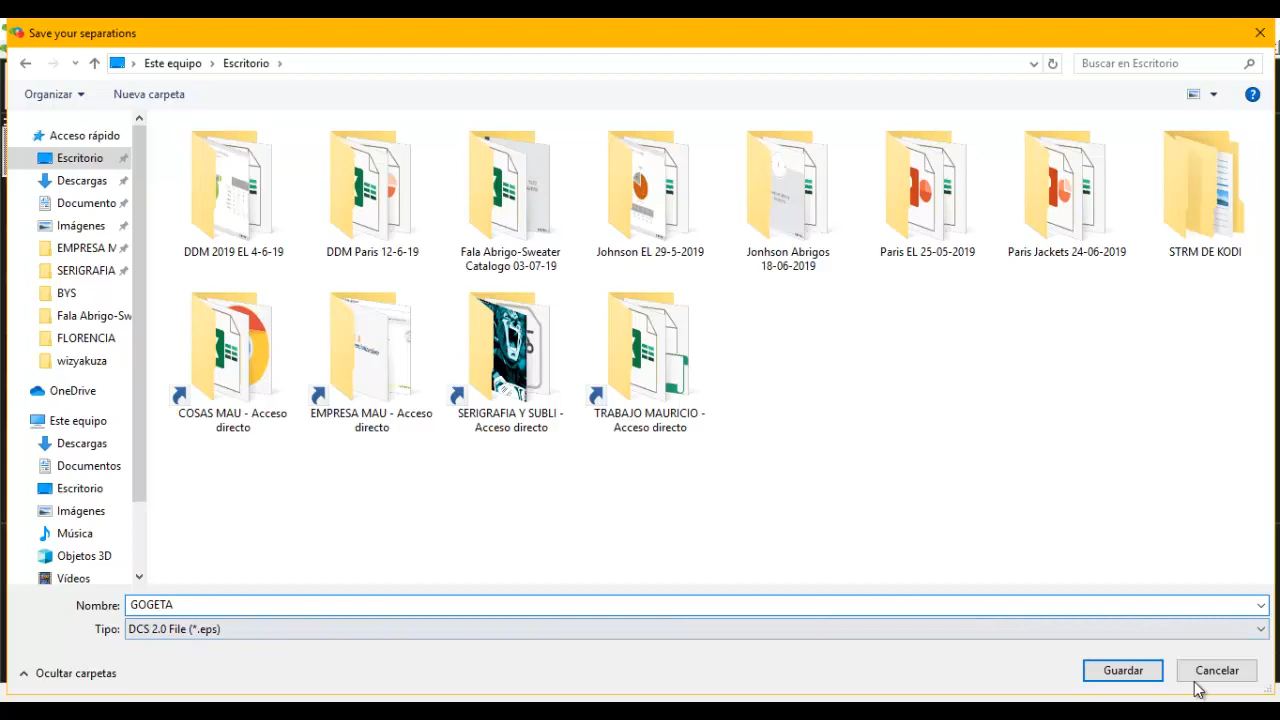 Save your separations
Este equipo
Escritorio
Buscar en Escritorio
Organizar
Nueva carpeta
Acceso rápido
Escritorio
Descargas
Documento
Imágenes
EMPRESA M
SERIGRAFIA
BYS
Fala Abrigo-Sw
FLORENCIA
wizyakuza
OneDrive
Este equipo
Descargas
Documentos
Escritorio
Imágenes
Música
Objetos 3D
Vídeos
DDM 2019 EL 4-6-19
DDM Paris 12-6-19
Fala Abrigo-Sweater
Catalogo 03-07-19
Johnson EL 29-5-2019
Jonhson Abrigos
18-06-2019
Paris EL 25-05-2019
Paris Jackets 24-06-2019
STRM DE KODI
COSAS MAU - Acceso
directo
EMPRESA MAU - Acceso
directo
SERIGRAFIA Y SUBLI -
Acceso directo
TRABAJO MAURICIO -
Acceso directo
Nombre: GOGETA
Tipo: DCS 2.0 File (*.eps)
Ocultar carpetas
Guardar
Cancelar